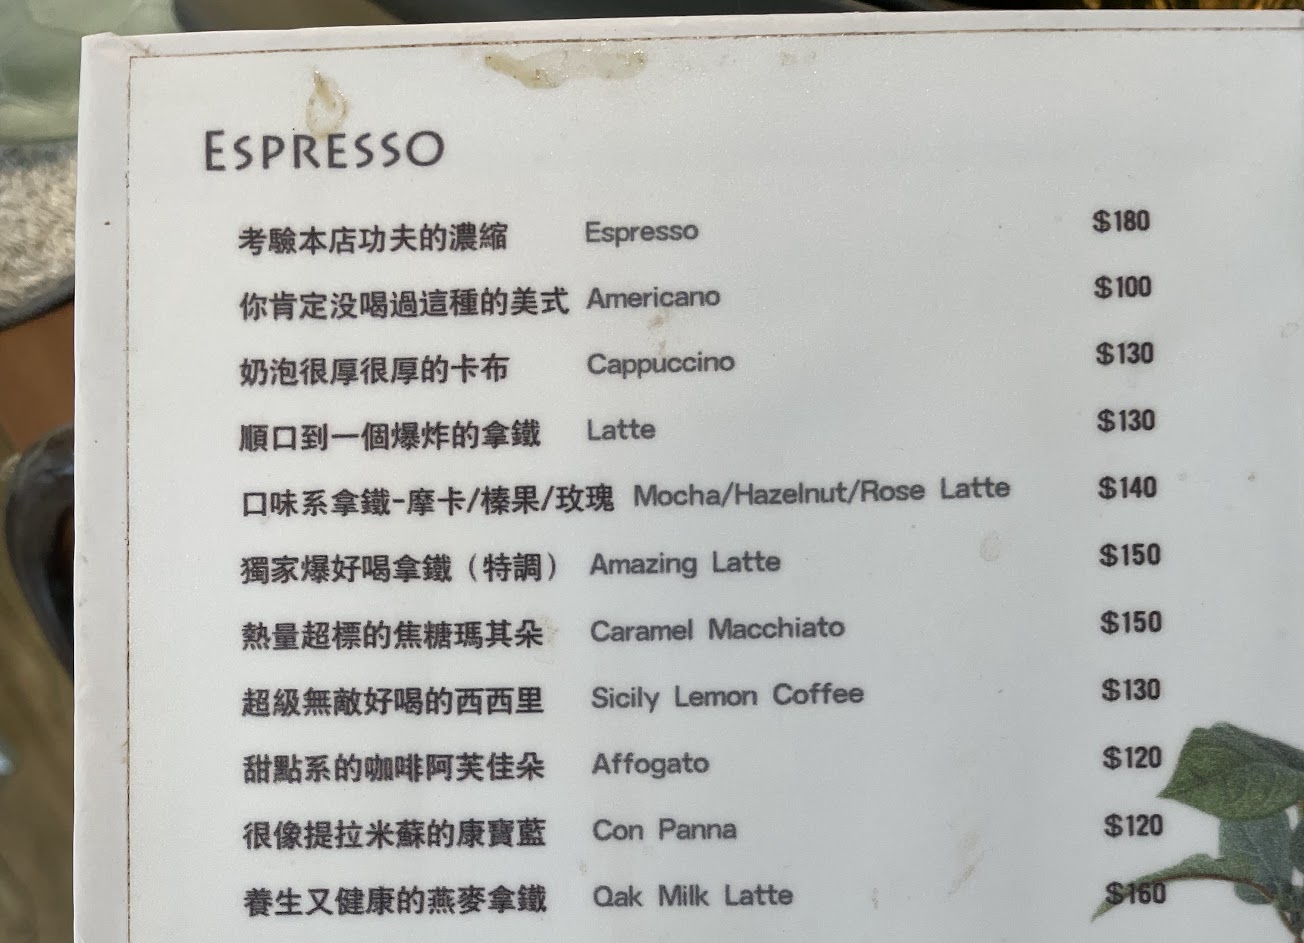 ESPRESSO
考驗本店功夫的濃縮 Espresso $180
你肯定没喝過這種的美式 Americano $100
奶泡很厚很厚的卡布 Cappuccino $130
順口到一個爆炸的拿鐵 Latte $130
口味系拿鐵-摩卡/榛果/玫瑰 Mocha/Hazelnut/Rose Latte $140
獨家爆好喝拿鐵（特調） Amazing Latte $150
熱量超標的焦糖瑪其朵 Caramel Macchiato $150
超級無敵好喝的西西里 Sicily Lemon Coffee $130
甜點系的咖啡阿芙佳朵 Affogato $120
很像提拉米蘇的康寶藍 Con Panna $120
養生又健康的燕麥拿鐵 Qak Milk Latte $160